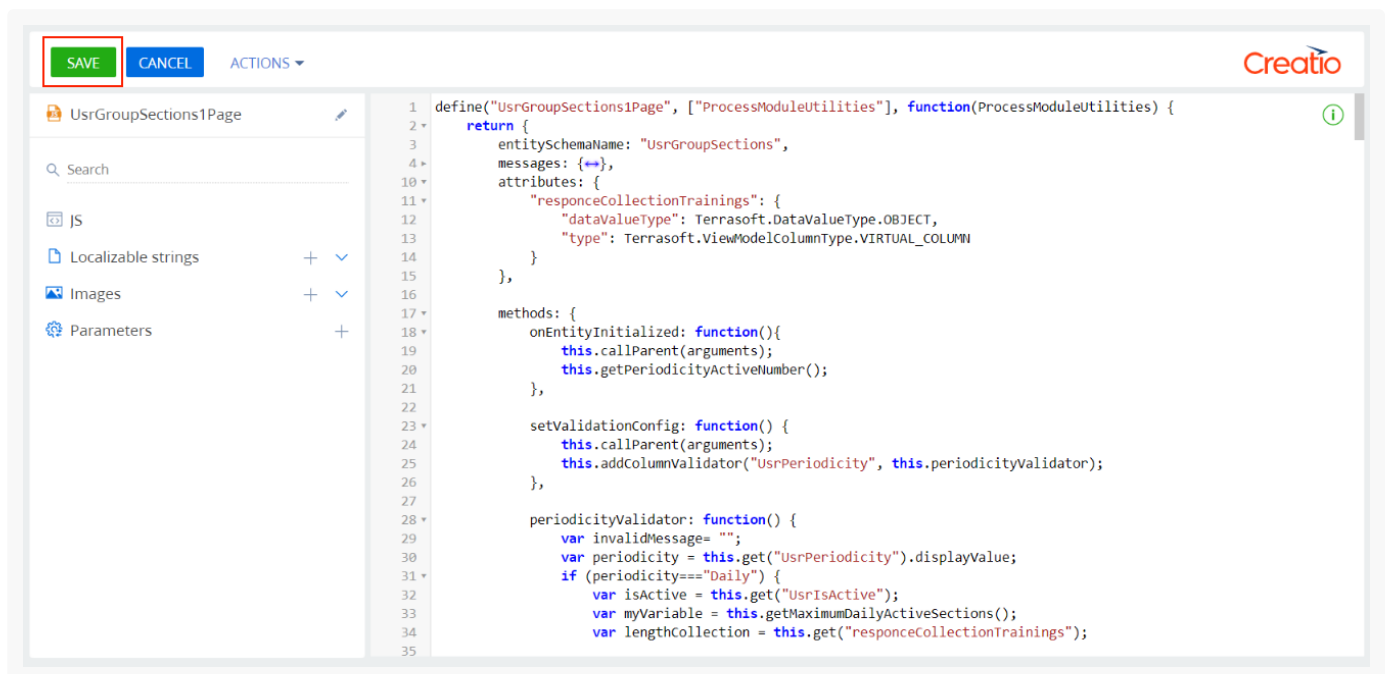 SAVE CANCEL ACTIONS
Creatio
UsrGroupSections1Page
Search
JS
Localizable strings
Images
Parameters
1 define("UsrGroupSections1Page", ["ProcessModuleUtilities"], function(ProcessModuleUtilities) {
2 return {
3 entitySchemaName: "UsrGroupSections",
4 messages: {↔},
10 attributes: {
11 "responceCollectionTrainings": {
12 "dataValueType": Terrasoft.DataValueType.OBJECT,
13 "type": Terrasoft.ViewModelColumnType.VIRTUAL_COLUMN
14 }
15 },
16
17 methods: {
18 onEntityInitialized: function(){
19 this.callParent(arguments);
20 this.getPeriodicityActiveNumber();
21 },
22
23 setValidationConfig: function() {
24 this.callParent(arguments);
25 this.addColumnValidator("UsrPeriodicity", this.periodicityValidator);
26 },
27
28 periodicityValidator: function() {
29 var invalidMessage= "";
30 var periodicity = this.get("UsrPeriodicity").displayValue;
31 if (periodicity==="Daily") {
32 var isActive = this.get("UsrIsActive");
33 var myVariable = this.getMaximumDailyActiveSections();
34 var lengthCollection = this.get("responceCollectionTrainings");
35